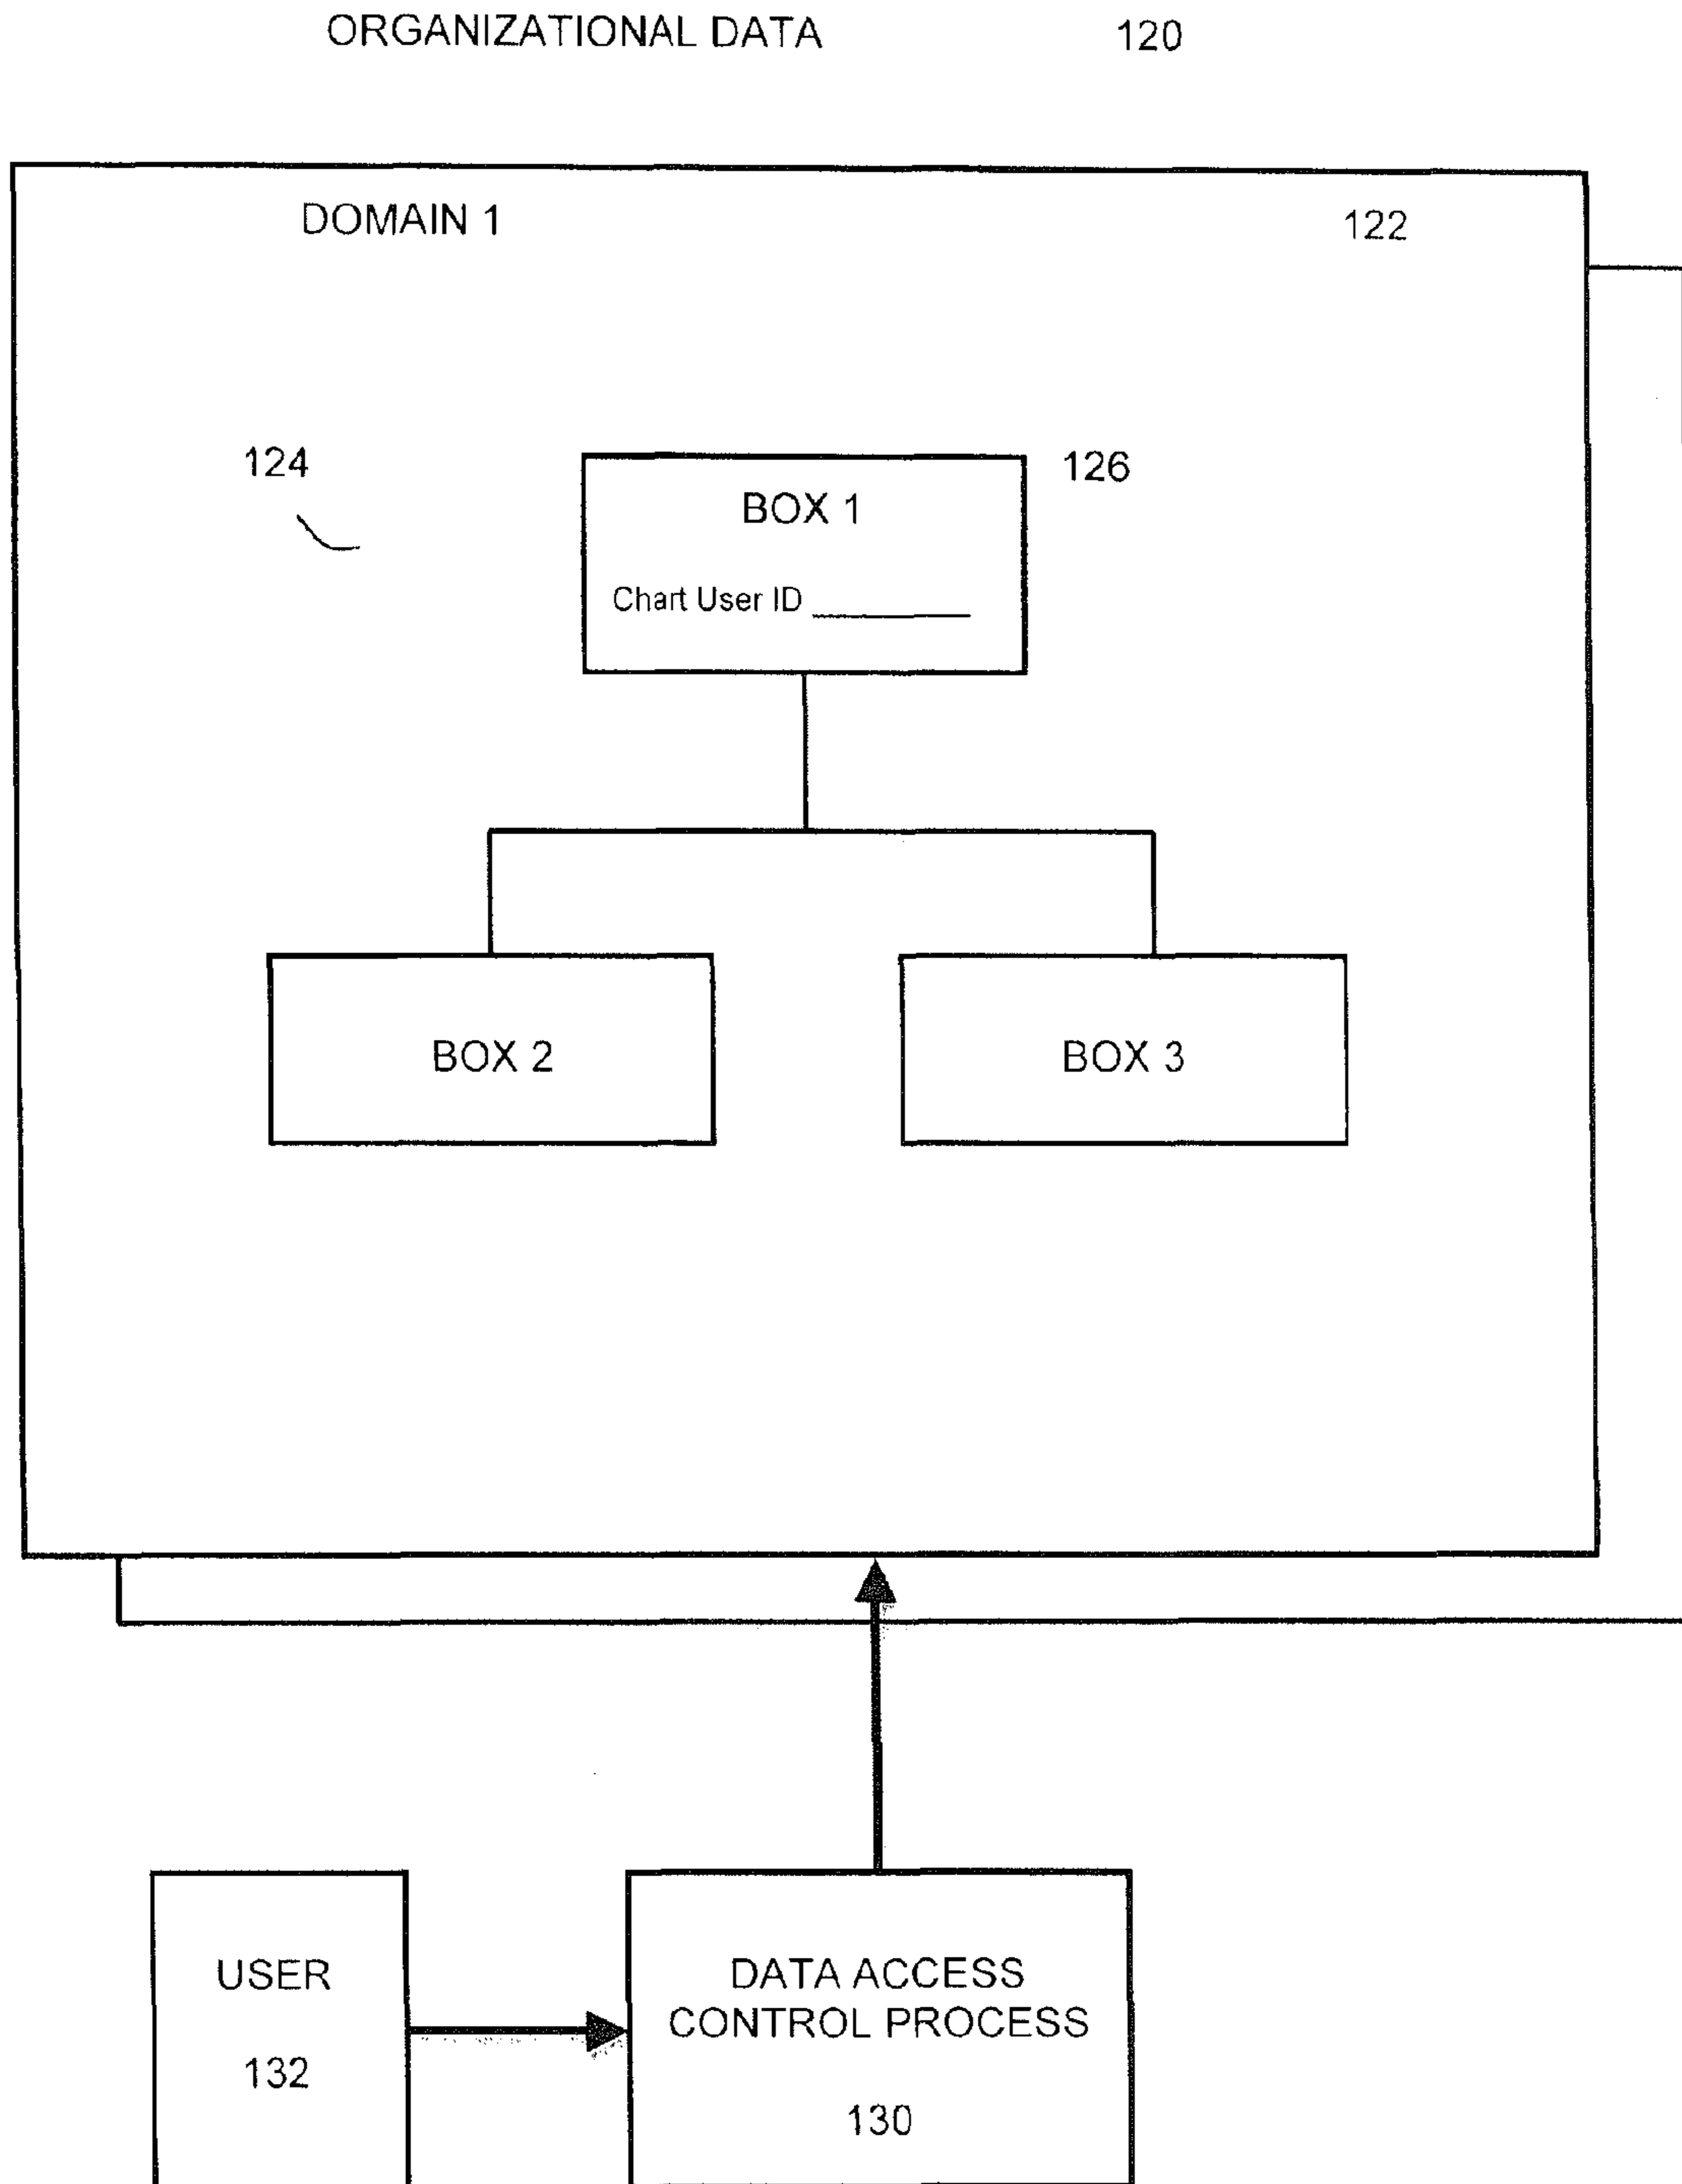 ORGANIZATIONAL DATA 120
DOMAIN 1 122
124
126
BOX 1
Chart User ID
BOX 2
BOX 3
USER
132
DATA ACCESS
CONTROL PROCESS
130